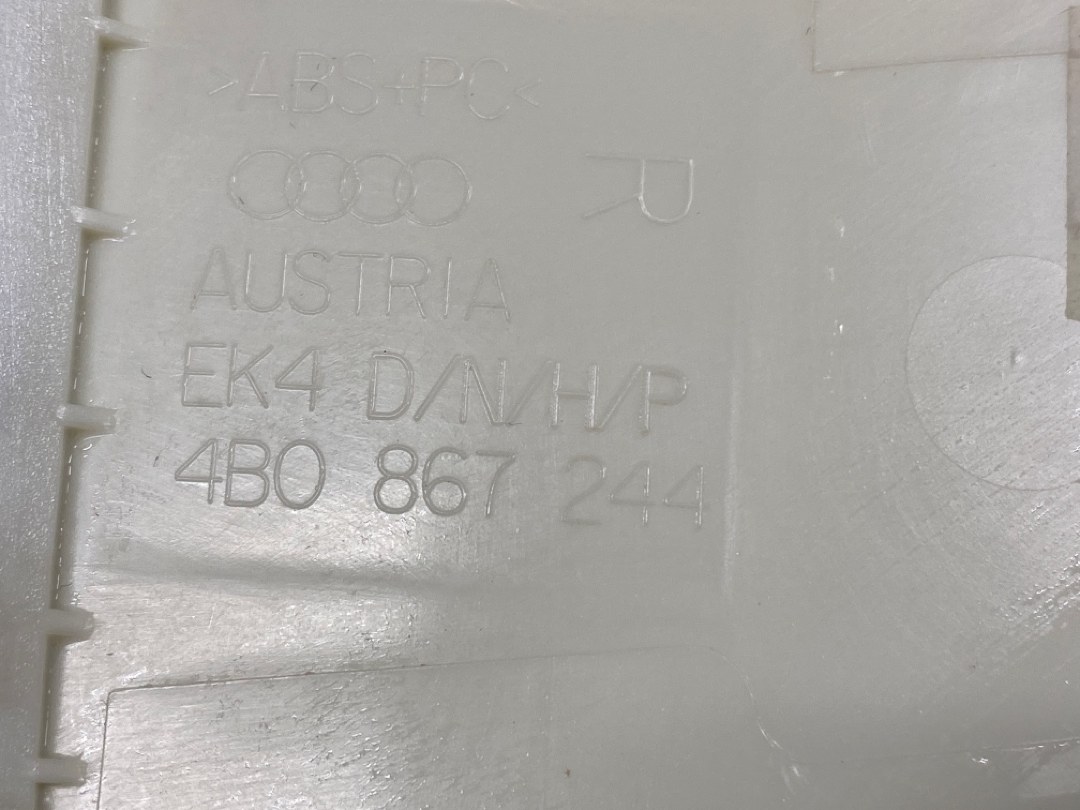 >ABS+PC<
R
AUSTRIA
EK4 D/N/H/P
4B0 867 244